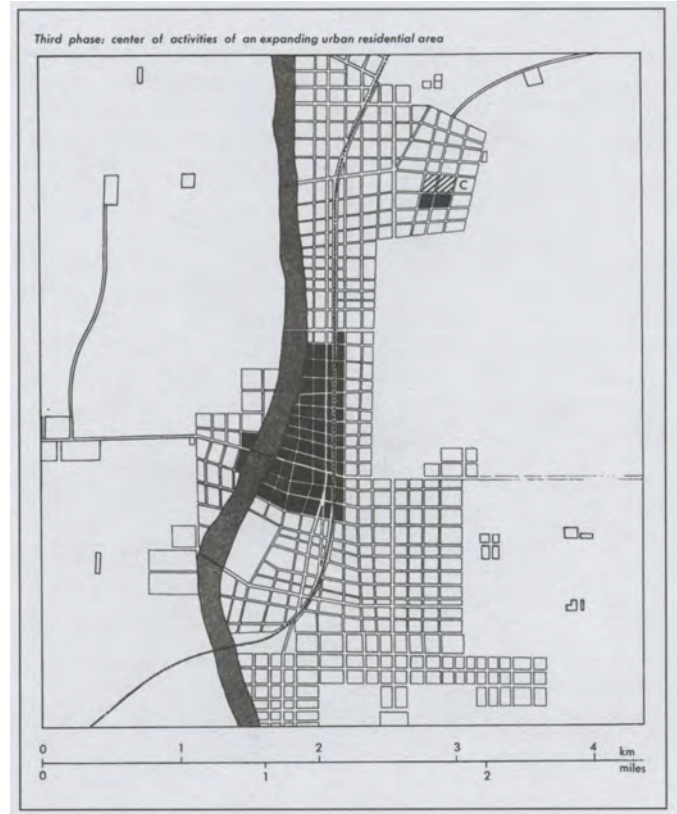 Third phase: center of activities of an expanding urban residential area
C
0 1 2 3 4 km
0 1 2 miles